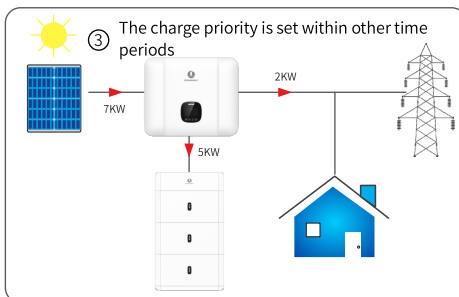 ③ The charge priority is set within other time
periods
2KW
7KW
5KW